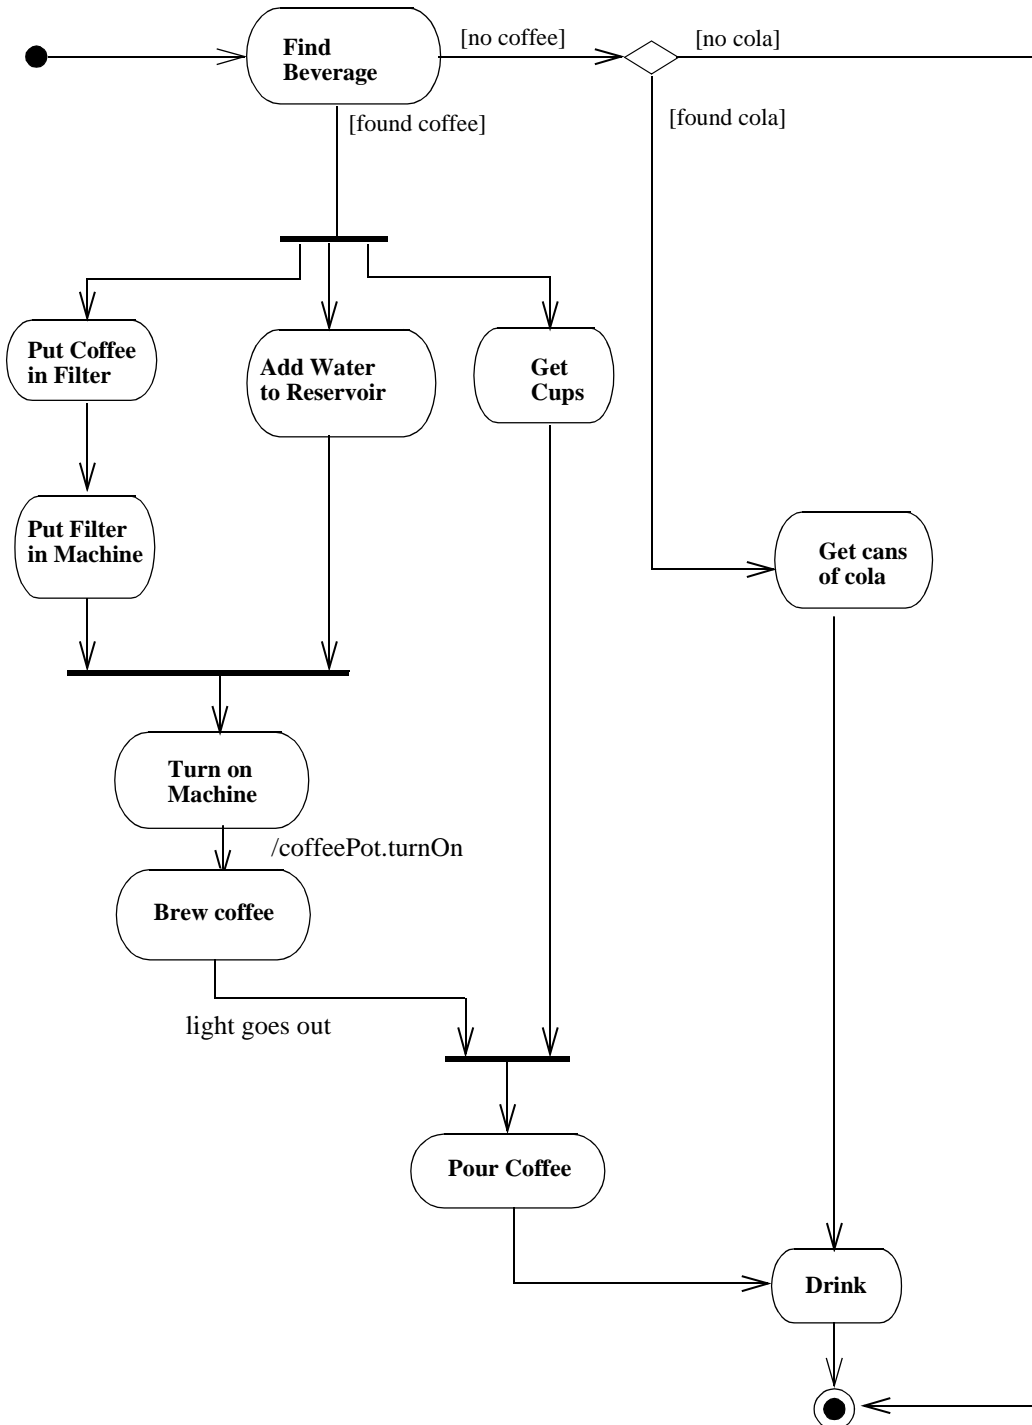 Find
Beverage
[no coffee]
[no cola]
[found coffee]
[found cola]
Put Coffee
in Filter
Add Water
to Reservoir
Get
Cups
Put Filter
in Machine
Get cans
of cola
Turn on
Machine
/coffeePot.turnOn
Brew coffee
light goes out
Pour Coffee
Drink